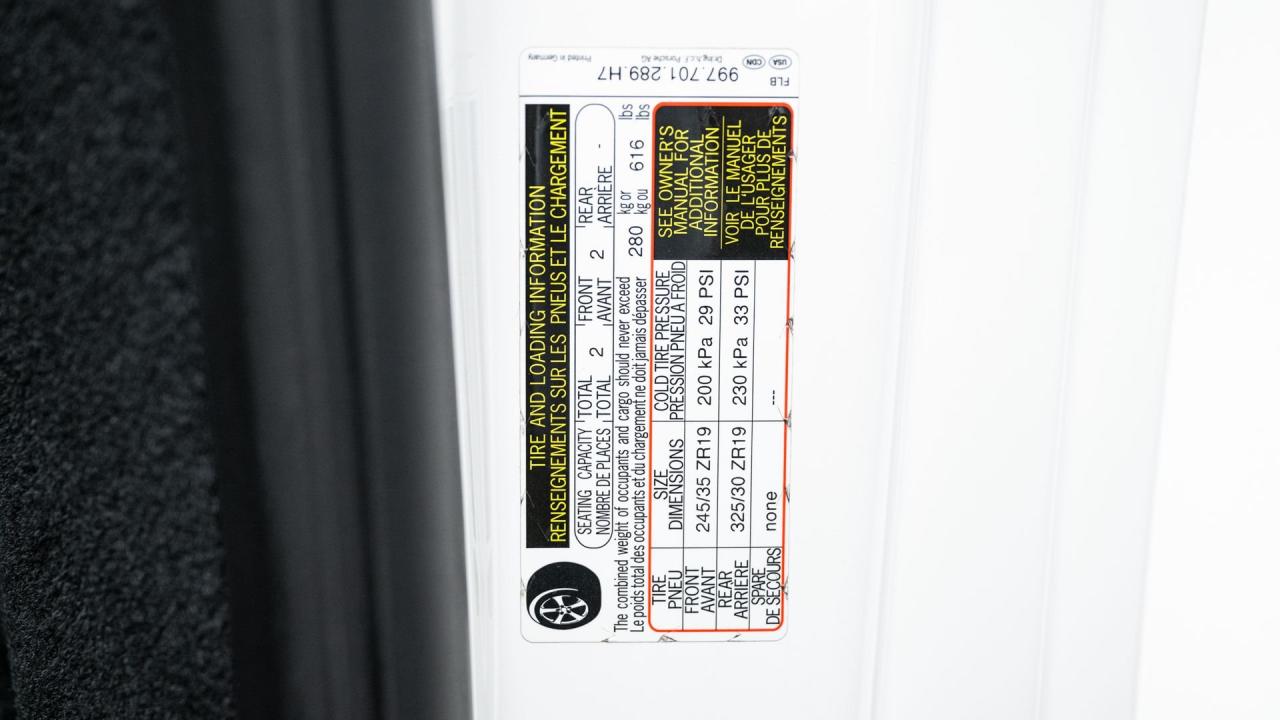 TIRE AND LOADING INFORMATION
RENSEIGNEMENTS SUR LES PNEUS ET LE CHARGEMENT
SEATING CAPACITY TOTAL 2 FRONT 2 REAR -
NOMBRE DE PLACES TOTAL AVANT ARRIÈRE
The combined weight of occupants and cargo should never exceed 280 kg or 616 lbs
Le poids total des occupants et du chargement ne doit jamais dépasser kg ou lbs
TIRE SIZE COLD TIRE PRESSURE
PNEU DIMENSIONS PRESSION PNEU A FROID
FRONT
AVANT 245/35 ZR19 200 kPa 29 PSI
REAR
ARRIÈRE 325/30 ZR19 230 kPa 33 PSI
SPARE
DE SECOURS none ---
SEE OWNER'S
MANUAL FOR
ADDITIONAL
INFORMATION
VOIR LE MANUEL
DE L'USAGER
POUR PLUS DE
RENSEIGNEMENTS
FLB
997.701.289.H7
USA CDN Dr.Ing.h.c.F. Porsche AG Printed in Germany